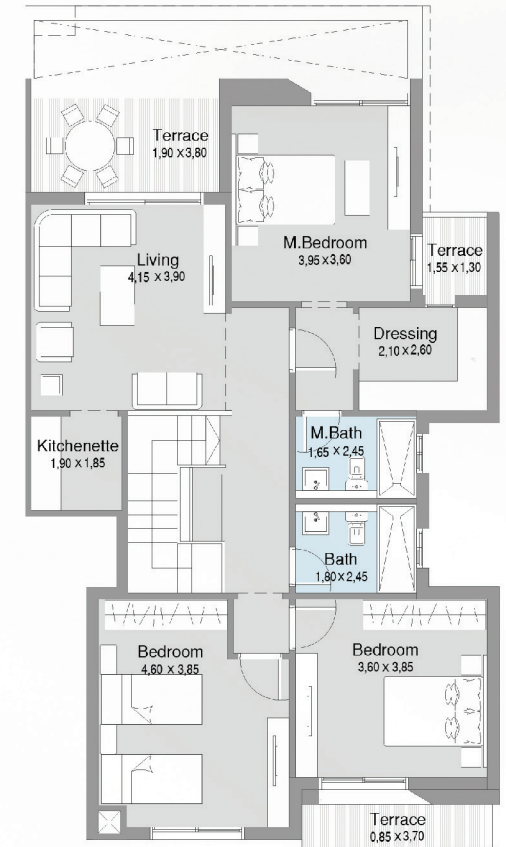 Terrace
1,90 x 3,80
M.Bedroom
3,95 x 3,60
Living
4,15 x 3,90
Terrace
1,55 x 1,30
Dressing
2,10 x 2,60
Kitchenette
1,90 x 1,85
M.Bath
1,65 x 2,45
Bath
1,80 x 2,45
Bedroom
4,60 x 3,85
Bedroom
3,60 x 3,85
Terrace
0,85 x 3,70